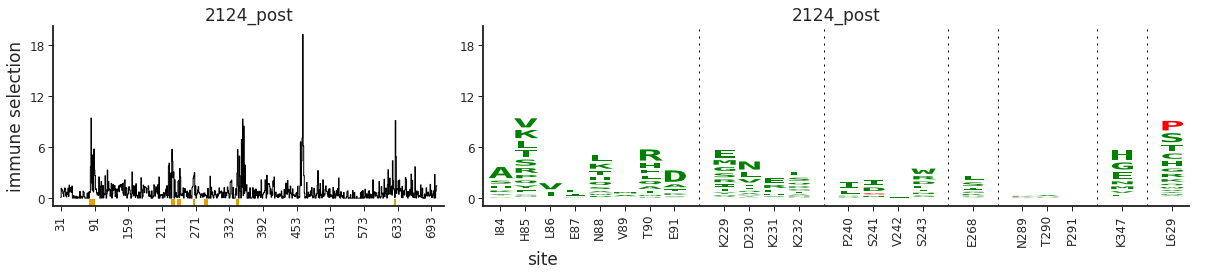 2124_post
immune selection
18
12
6
0
31
91
159
211
271
332
392
453
513
573
633
693
2124_post
18
12
6
0
I84
H85
L86
E87
N88
V89
T90
E91
K229
D230
K231
K232
P240
S241
V242
S243
E268
N289
T290
P291
K347
L629
site